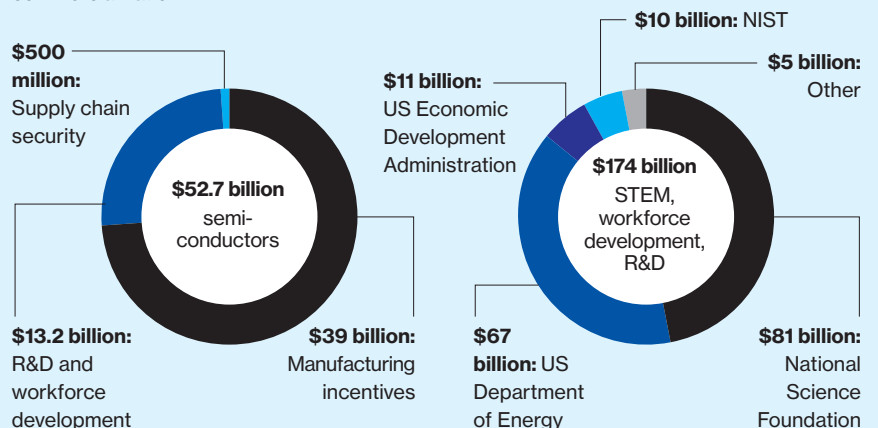 $500
million:
Supply chain
security
$52.7 billion
semi-
conductors
$13.2 billion:
R&D and
workforce
development
$39 billion:
Manufacturing
incentives
$10 billion: NIST
$5 billion:
Other
$11 billion:
US Economic
Development
Administration
$174 billion
STEM,
workforce
development,
R&D
$67
billion: US
Department
of Energy
$81 billion:
National
Science
Foundation